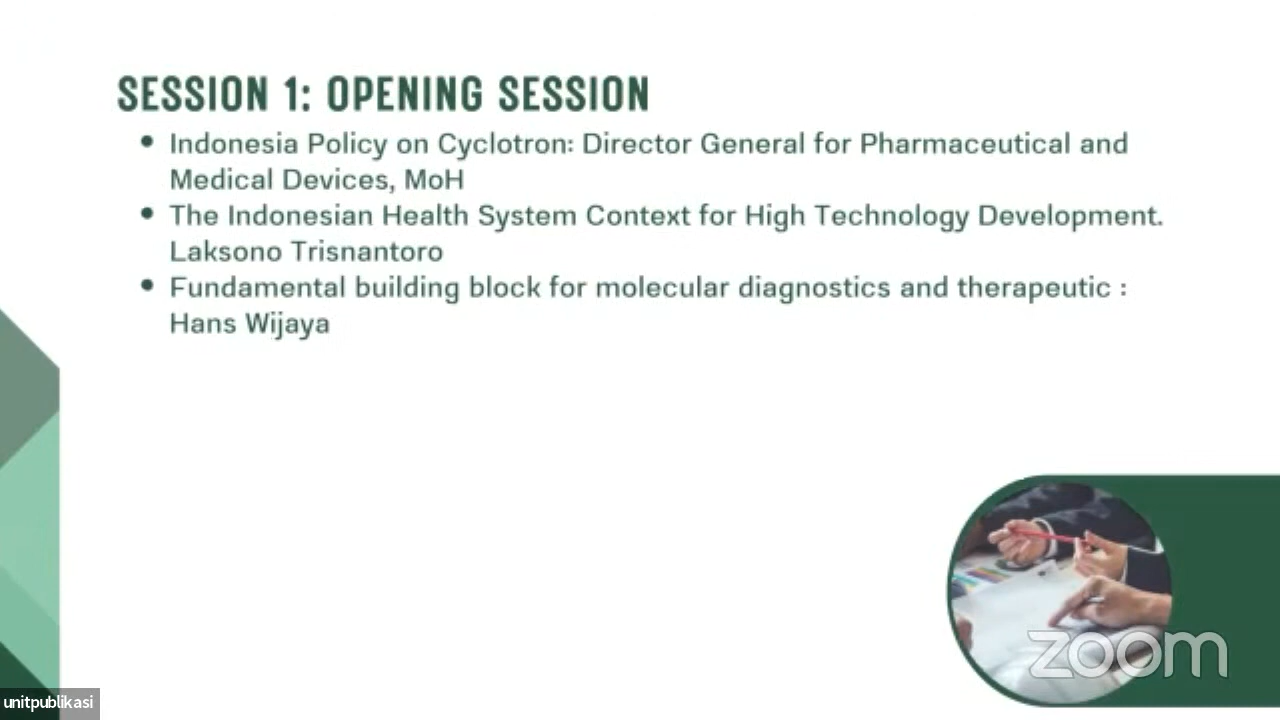 SESSION 1: OPENING SESSION
• Indonesia Policy on Cyclotron: Director General for Pharmaceutical and
Medical Devices, MoH
• The Indonesian Health System Context for High Technology Development.
Laksono Trisnantoro
• Fundamental building block for molecular diagnostics and therapeutic :
Hans Wijaya
zoom
unitpublikasi